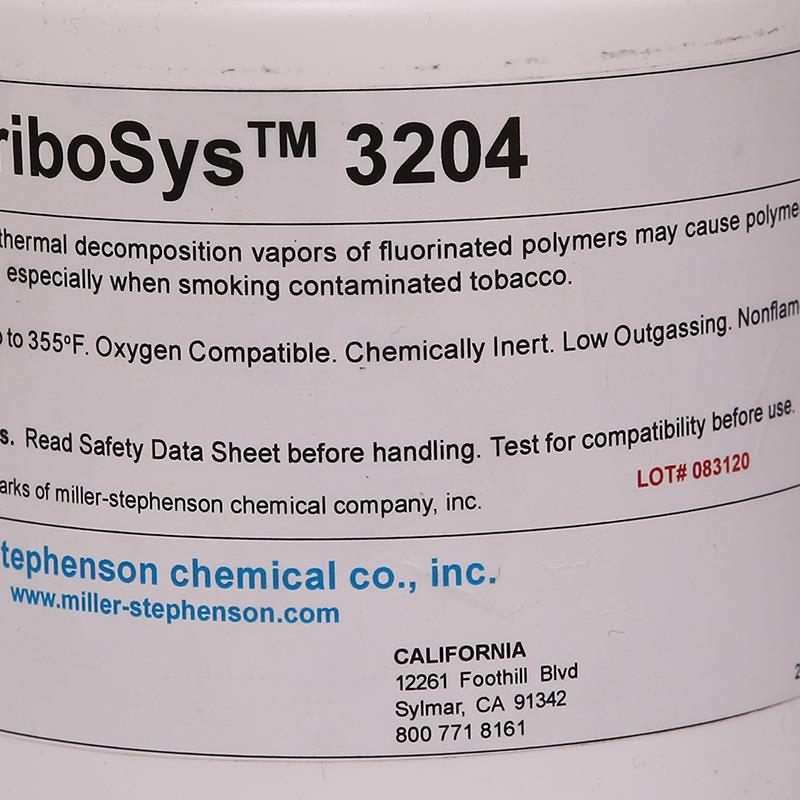 riboSys™ 3204
thermal decomposition vapors of fluorinated polymers may cause polyme
especially when smoking contaminated tobacco.
to 355ºF. Oxygen Compatible. Chemically Inert. Low Outgassing. Nonflam
s. Read Safety Data Sheet before handling. Test for compatibility before use.
LOT# 083120
arks of miller-stephenson chemical company, inc.
tephenson chemical co., inc.
www.miller-stephenson.com
CALIFORNIA
12261 Foothill Blvd
Sylmar, CA 91342
800 771 8161